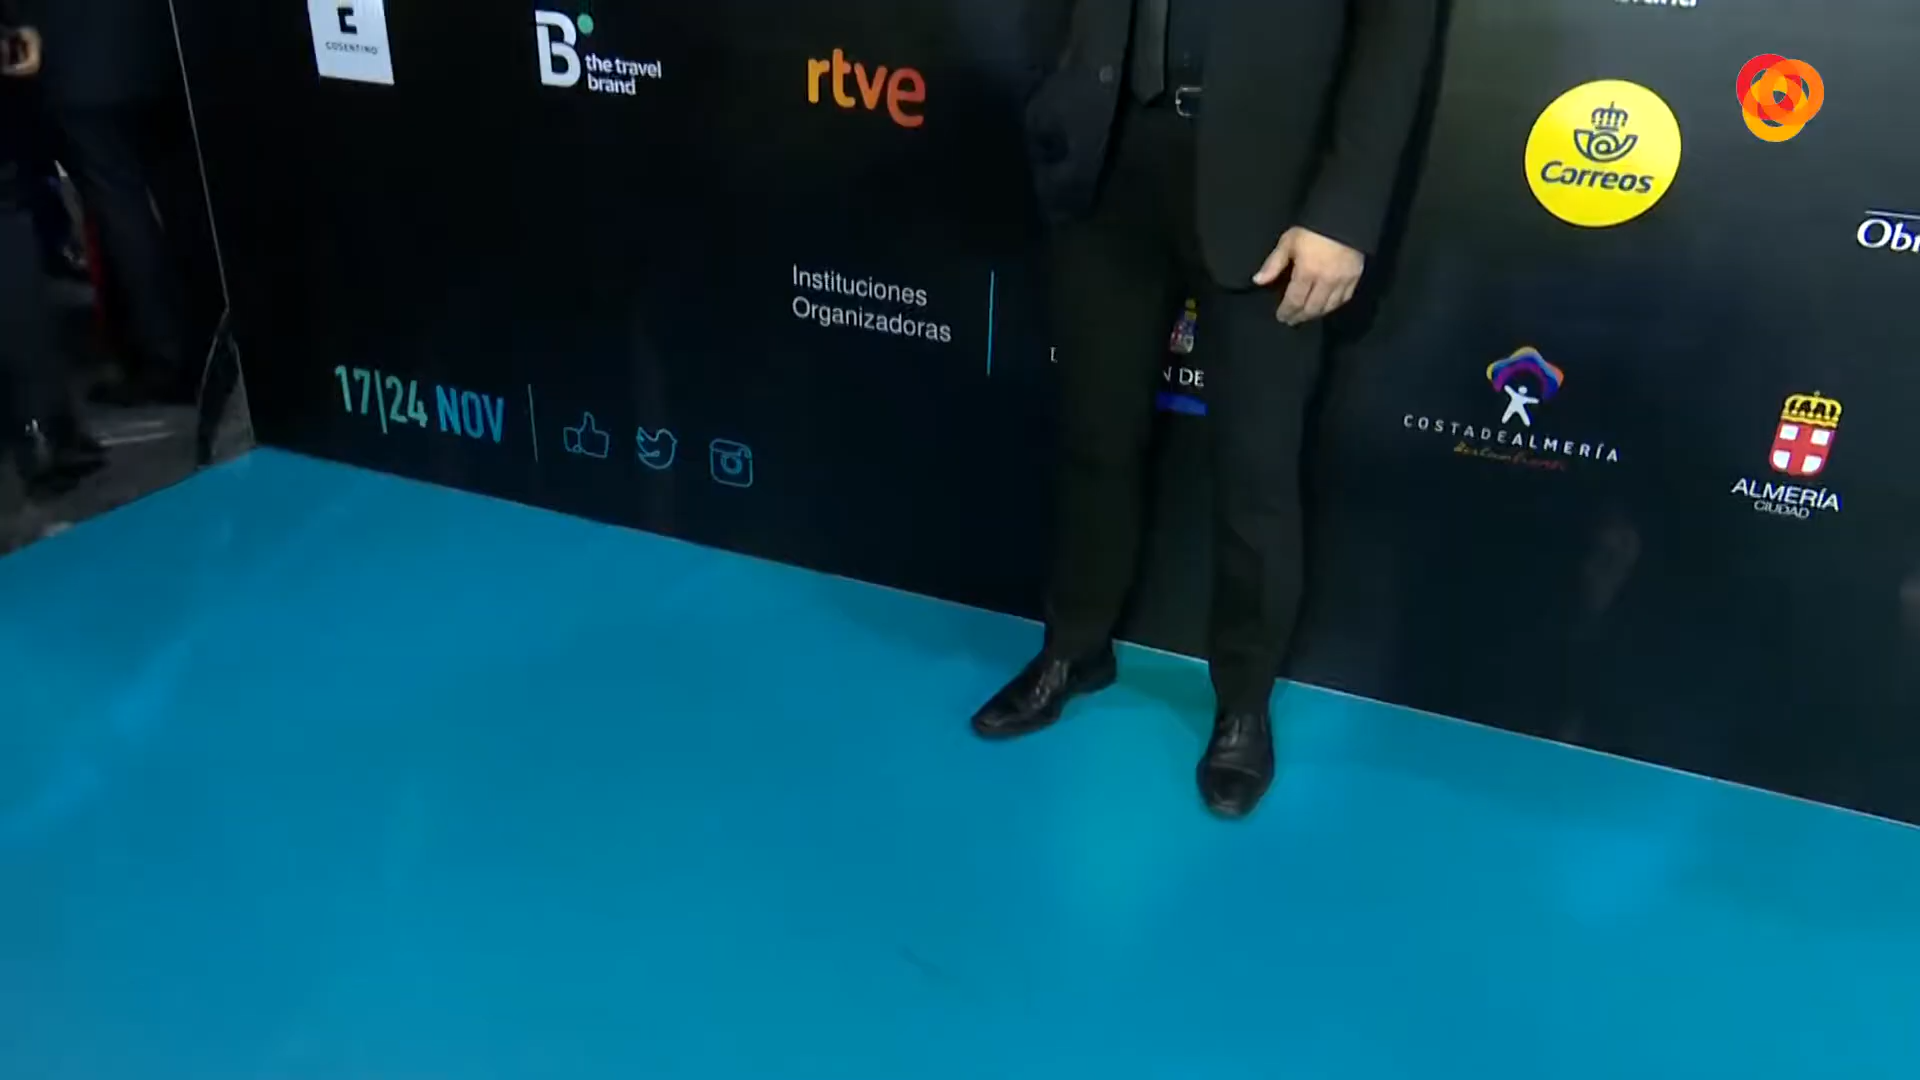 COSENTINO
B the travel
brand
rtve
Correos
Instituciones
Organizadoras
N DE
17|24 NOV
COSTADEALMERÍA
ALMERÍA
CIUDAD